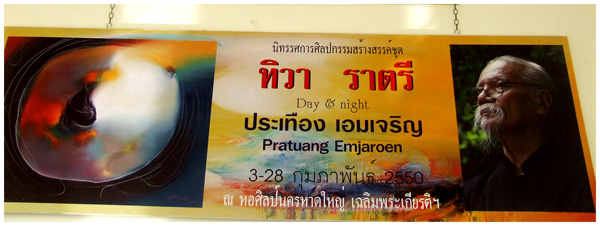 นิทรรศการศิลปกรรมสร้างสรรค์ชุด
ทิวา ราตรี
Day & night
ประเทือง เอมเจริญ
Pratuang Emjaroen
3-28 กุมภาพันธ์ 2550
ณ หอศิลป์นครหาดใหญ่ เฉลิมพระเกียรติฯ